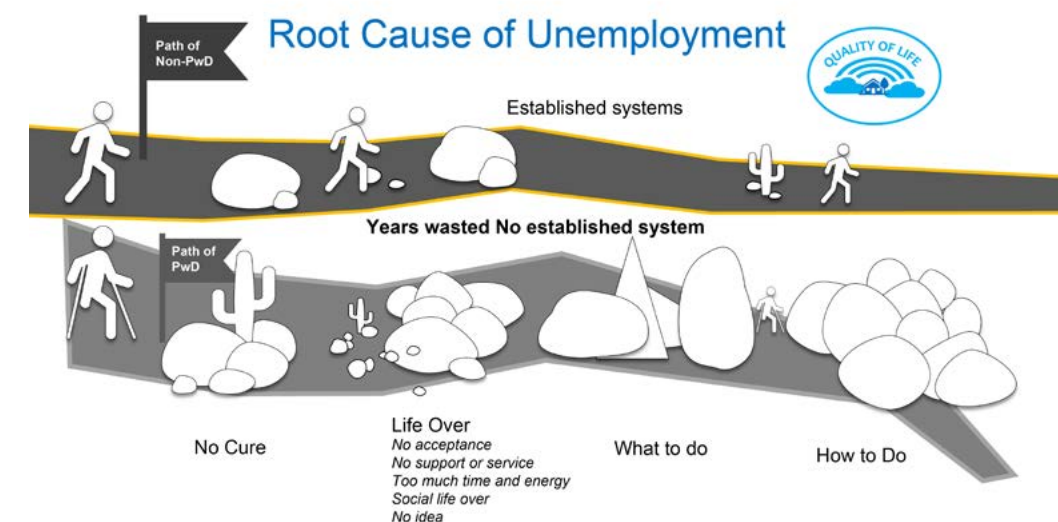 Root Cause of Unemployment
Path of
Non-PwD
QUALITY OF LIFE
Established systems
Years wasted No established system
Path of
PwD
No Cure
Life Over
No acceptance
No support or service
Too much time and energy
Social life over
No idea
What to do
How to Do